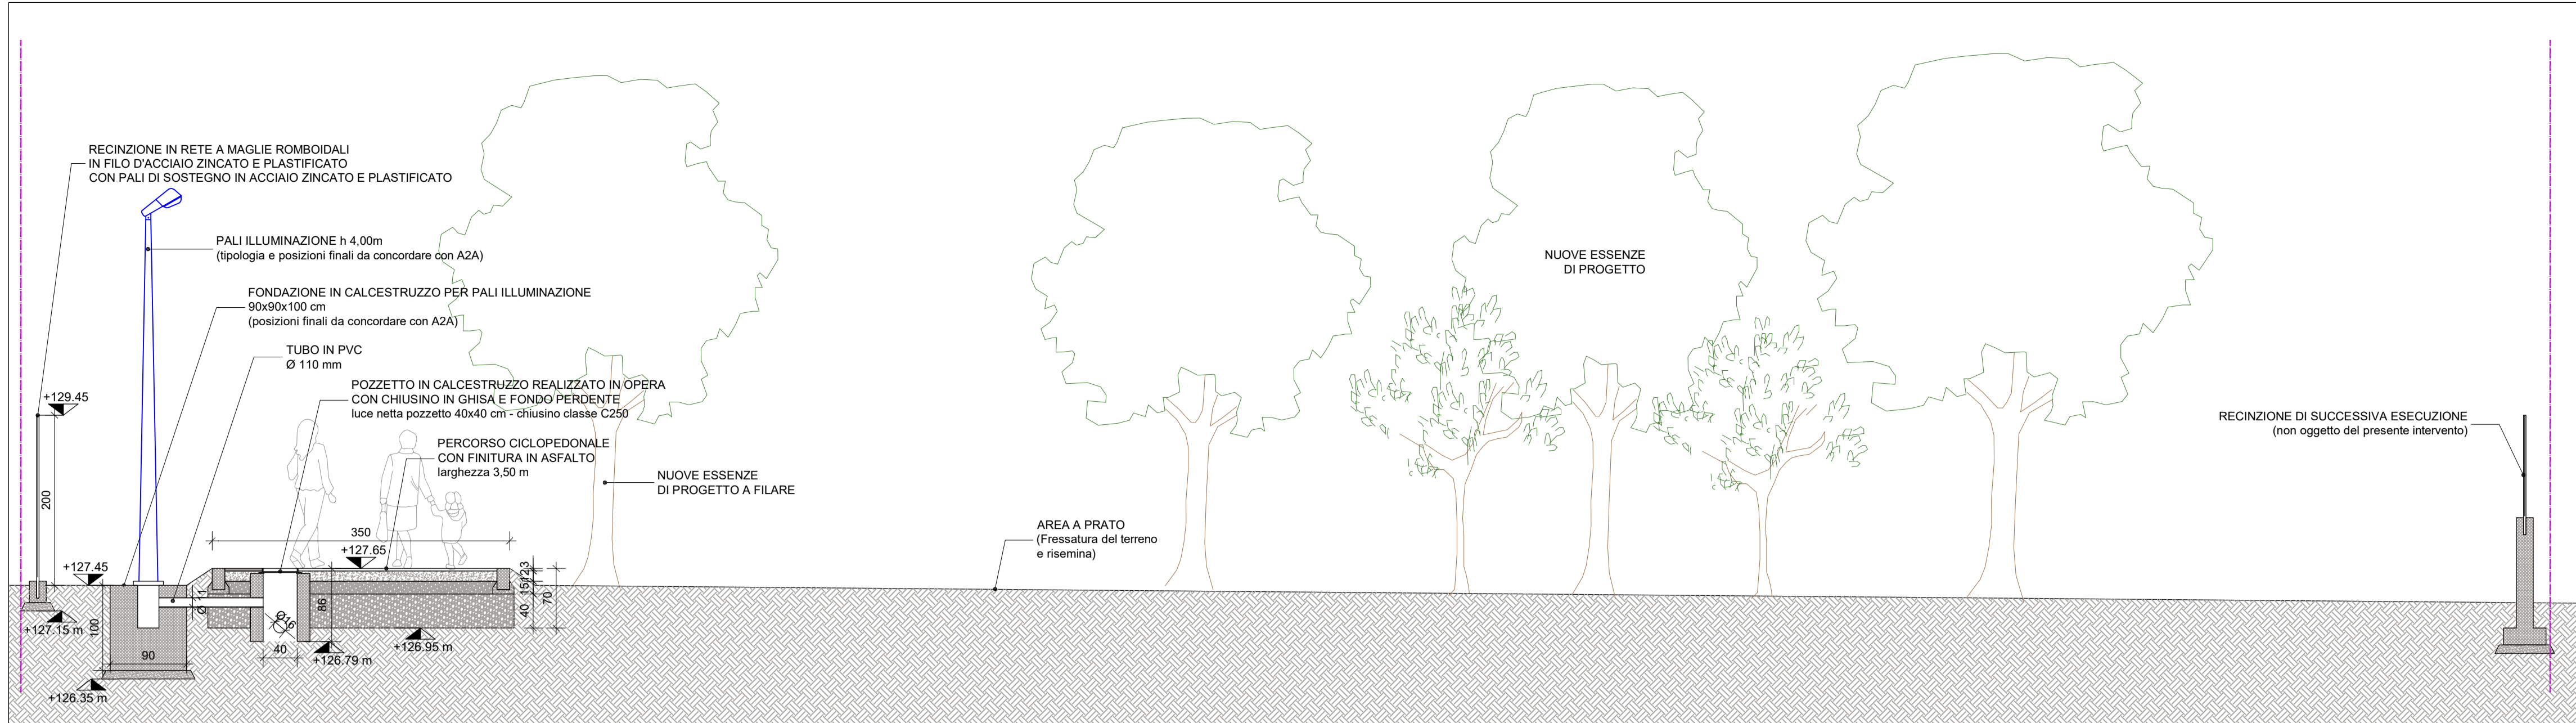 RECINZIONE IN RETE A MAGLIE ROMBOIDALI
IN FILO D'ACCIAIO ZINCATO E PLASTIFICATO
CON PALI DI SOSTEGNO IN ACCIAIO ZINCATO E PLASTIFICATO
PALI ILLUMINAZIONE h 4,00m
(tipologia e posizioni finali da concordare con A2A)
FONDAZIONE IN CALCESTRUZZO PER PALI ILLUMINAZIONE
90x90x100 cm
(posizioni finali da concordare con A2A)
TUBO IN PVC
Ø 110 mm
POZZETTO IN CALCESTRUZZO REALIZZATO IN OPERA
CON CHIUSINO IN GHISA E FONDO PERDENTE
luce netta pozzetto 40x40 cm - chiusino classe C250
PERCORSO CICLOPEDONALE
CON FINITURA IN ASFALTO
larghezza 3,50 m
NUOVE ESSENZE
DI PROGETTO A FILARE
NUOVE ESSENZE
DI PROGETTO
AREA A PRATO
(Fressatura del terreno
e risemina)
RECINZIONE DI SUCCESSIVA ESECUZIONE
(non oggetto del presente intervento)
+129.45
200
+127.45
350
+127.65
3
12
15
40
70
Ø 11
86
Ø16
100
90
40
+127.15 m
+126.95 m
+126.79 m
+126.35 m